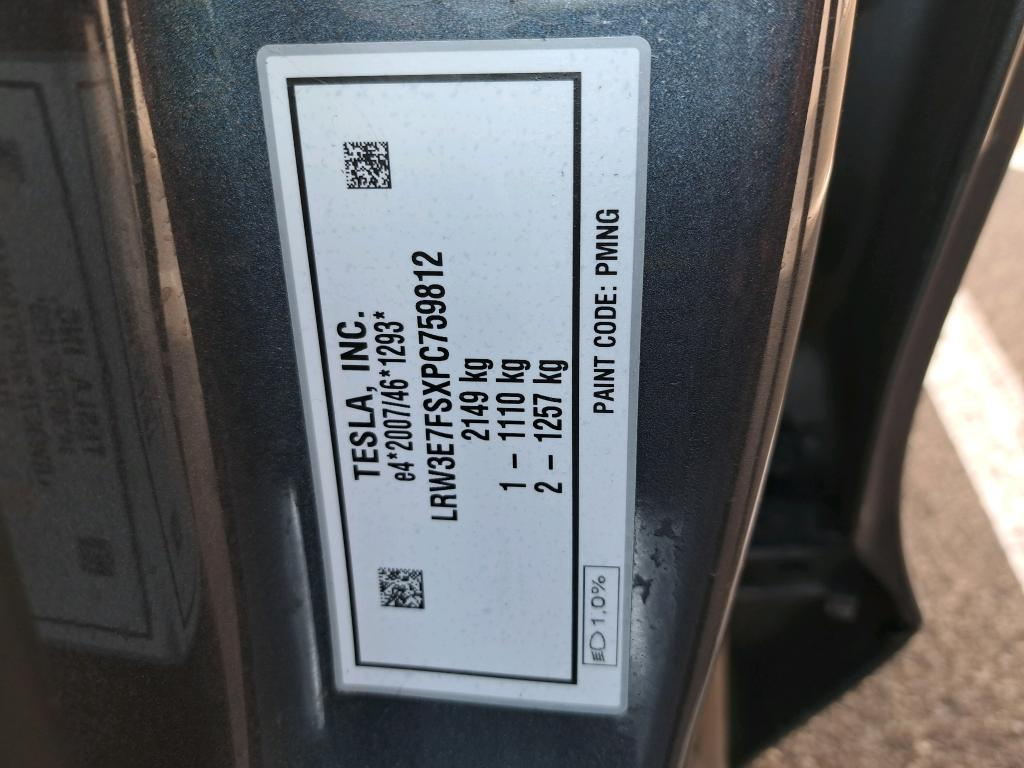 TESLA, INC.
e4*2007/46*1293*
LRW3E7FSXPC759812
2149 kg
1 – 1110 kg
2 – 1257 kg
1.0%
PAINT CODE: PMNG